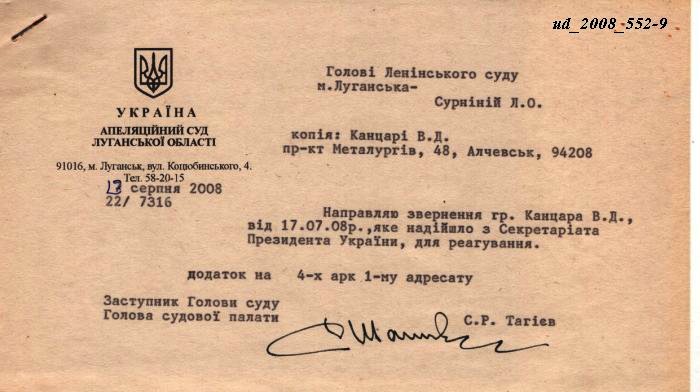 ud_2008_552-9
УКРАЇНА
АПЕЛЯЦІЙНИЙ СУД
ЛУГАНСЬКОЇ ОБЛАСТІ
91016, м. Луганськ, вул. Коцюбинського, 4.
Тел. 58-20-15
серпня 2008
22/ 7316
Голові Ленінського суду
м.Луганська-
Сурніній Л.О.
копія: Канцарі В.Д.
пр-кт Металургів, 48, Алчевськ, 94208
Направляю звернення гр. Канцара В.Д.,
від 17.07.08р.,яке надійшло з Секретаріата
Президента України, для реагування.
додаток на 4-х арк 1-му адресату
Заступник Голови суду
Голова судової палати С.Р. Тагієв